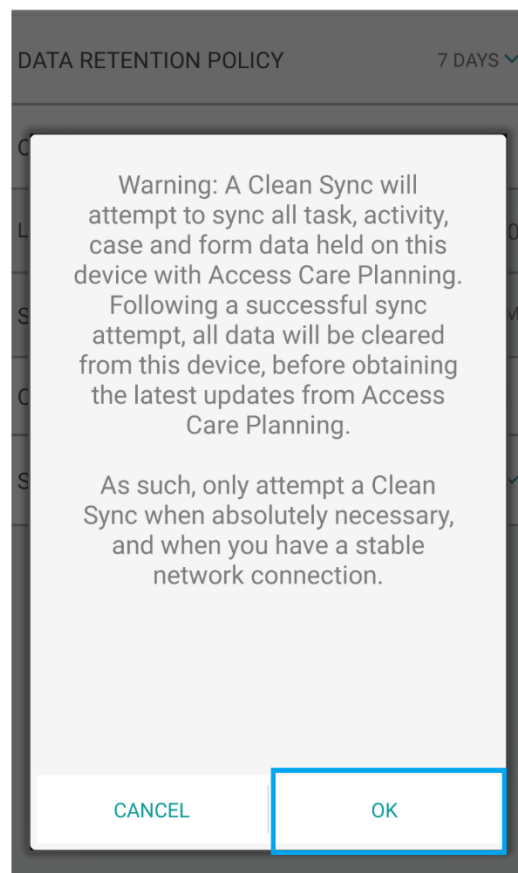 DATA RETENTION POLICY 7 DAYS
Warning: A Clean Sync will
attempt to sync all task, activity,
case and form data held on this
device with Access Care Planning.
Following a successful sync
attempt, all data will be cleared
from this device, before obtaining
the latest updates from Access
Care Planning.
As such, only attempt a Clean
Sync when absolutely necessary,
and when you have a stable
network connection.
CANCEL OK